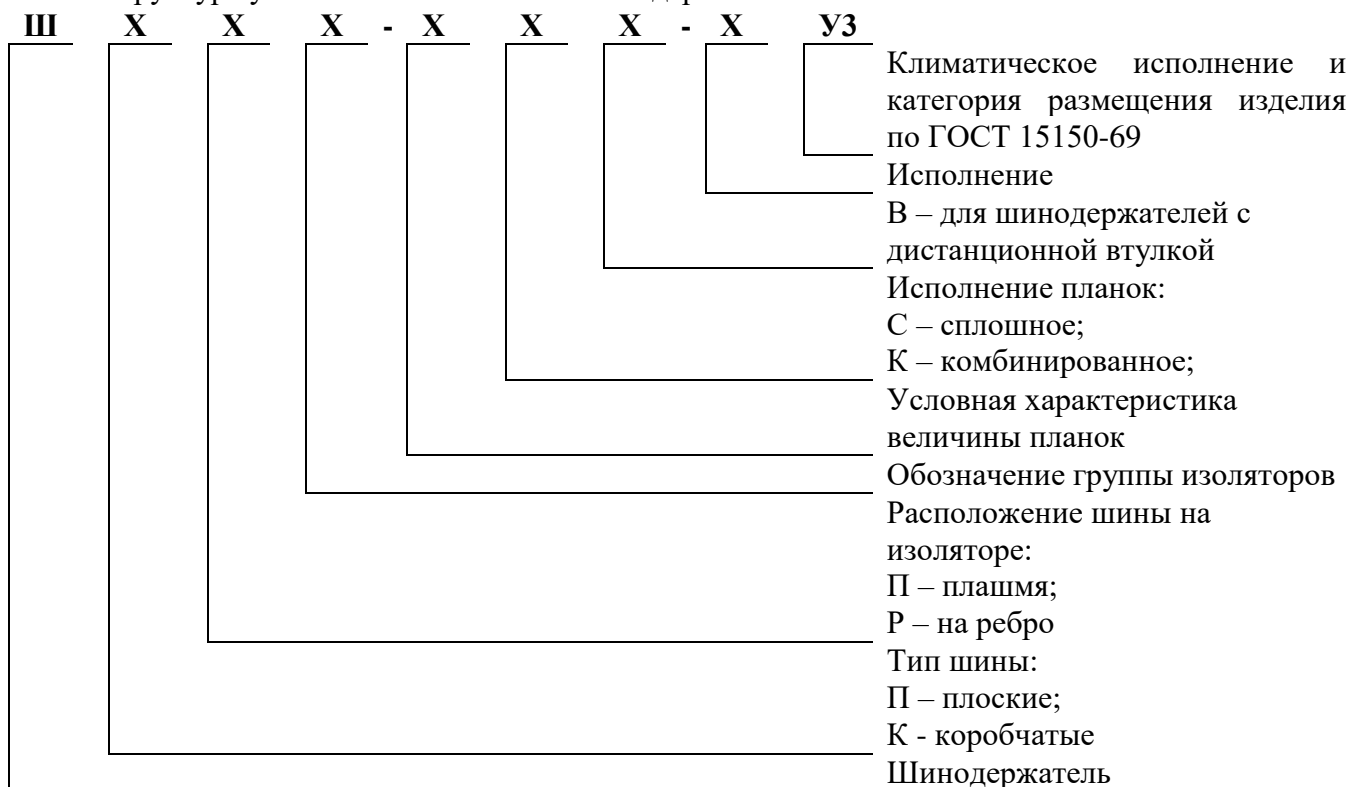 Ш Х Х Х - Х Х Х - Х У3
Климатическое исполнение и
категория размещения изделия
по ГОСТ 15150-69
Исполнение
В – для шинодержателей с
дистанционной втулкой
Исполнение планок:
С – сплошное;
К – комбинированное;
Условная характеристика
величины планок
Обозначение группы изоляторов
Расположение шины на
изоляторе:
П – плашмя;
Р – на ребро
Тип шины:
П – плоские;
К - коробчатые
Шинодержатель